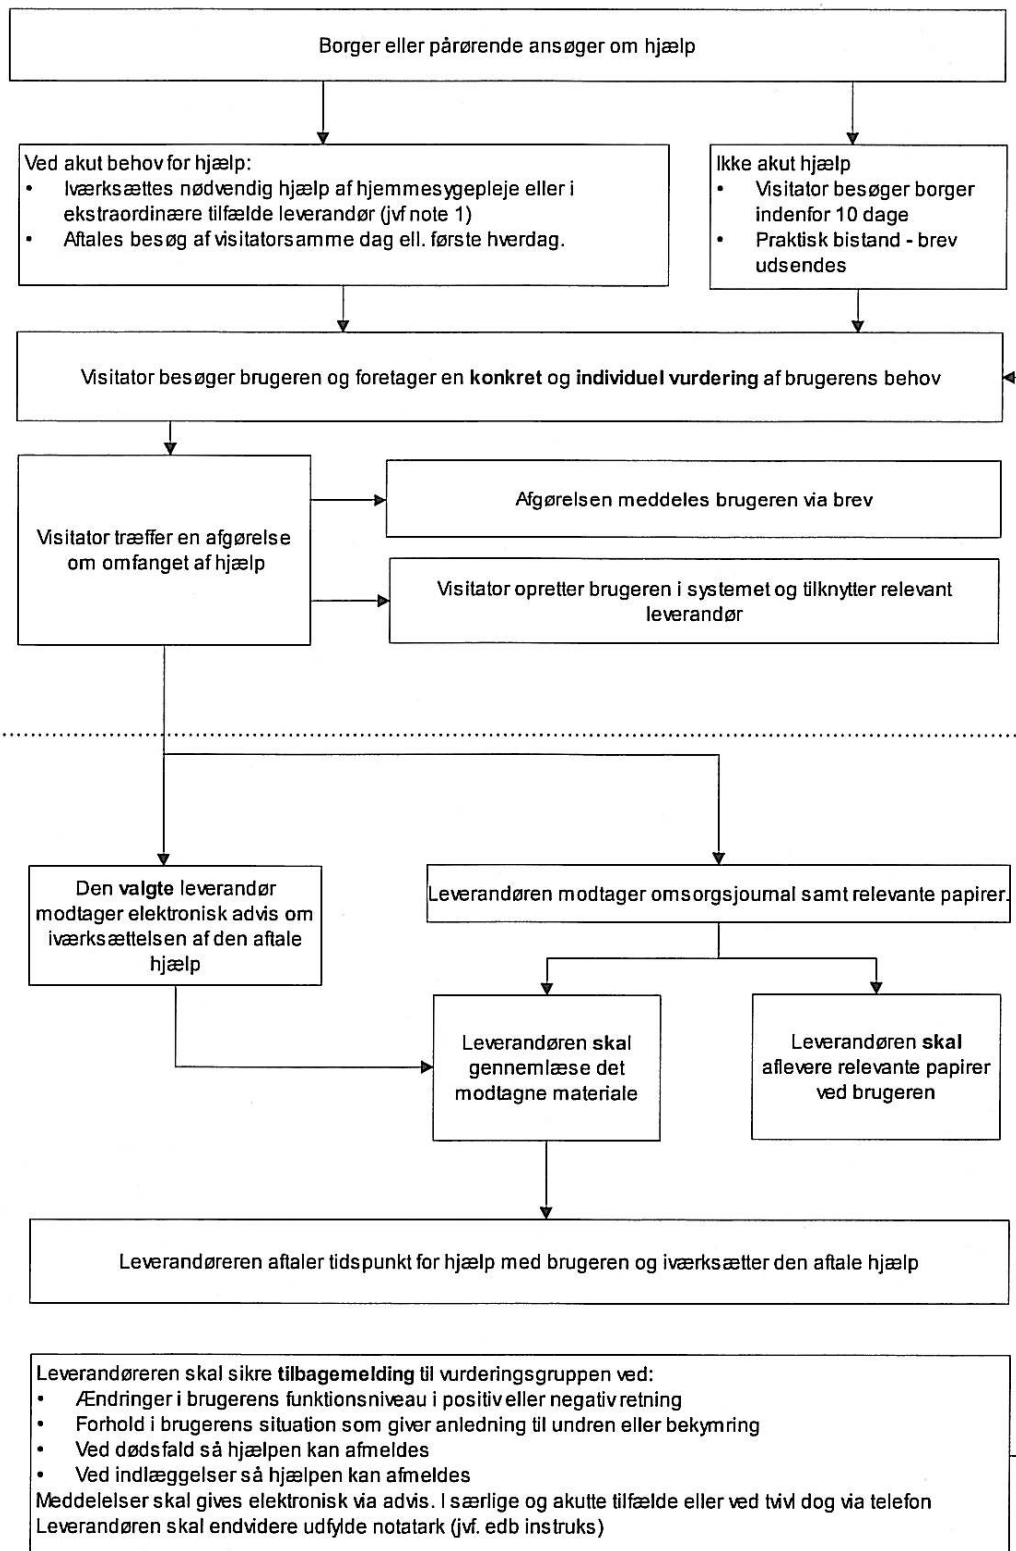 Borger eller pårørende ansøger om hjælp
Ved akut behov for hjælp:
• Iværksættes nødvendig hjælp af hjemmesygepleje eller i
ekstraordinære tilfælde leverandør (jvf note 1)
• Aftales besøg af visitatorsamme dag ell. første hverdag.
Ikke akut hjælp
• Visitator besøger borger
indenfor 10 dage
• Praktisk bistand - brev
udsendes
Visitator besøger brugeren og foretager en konkret og individuel vurdering af brugerens behov
Visitator træffer en afgørelse
om omfanget af hjælp
Afgørelsen meddeles brugeren via brev
Visitator opretter brugeren i systemet og tilknytter relevant
leverandør
Den valgte leverandør
modtager elektronisk advis om
iværksættelsen af den aftale
hjælp
Leverandøren modtager omsorgsjournal samt relevante papirer.
Leverandøren skal
gennemlæse det
modtagne materiale
Leverandøren skal
aflevere relevante papirer
ved brugeren
Leverandøreren aftaler tidspunkt for hjælp med brugeren og iværksætter den aftale hjælp
Leverandøreren skal sikre tilbagemelding til vurderingsgruppen ved:
• Ændringer i brugerens funktionsniveau i positiv eller negativ retning
• Forhold i brugerens situation som giver anledning til undren eller bekymring
• Ved dødsfald så hjælpen kan afmeldes
• Ved indlæggelser så hjælpen kan afmeldes
Meddelelser skal gives elektronisk via advis. I særlige og akutte tilfælde eller ved tvivl dog via telefon
Leverandøren skal endvidere udfylde notatark (jvf. edb instruks)